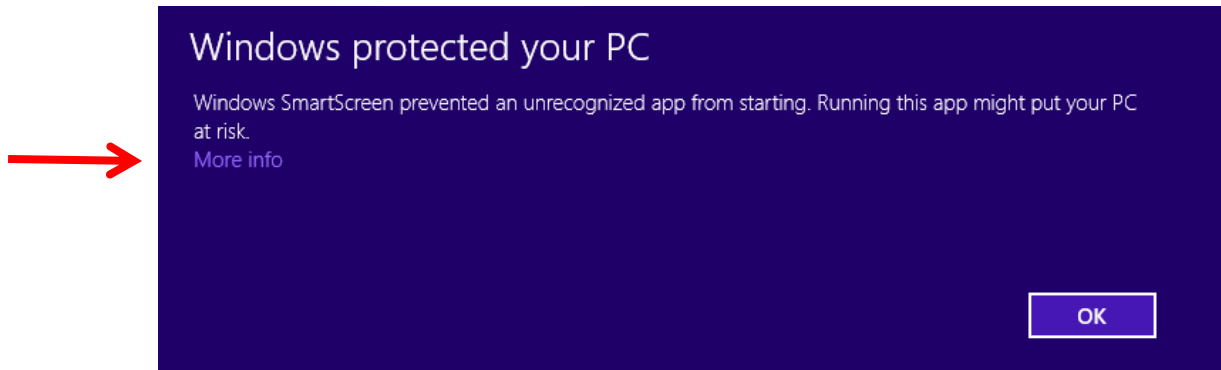 Windows protected your PC
Windows SmartScreen prevented an unrecognized app from starting. Running this app might put your PC
at risk.
More info
OK